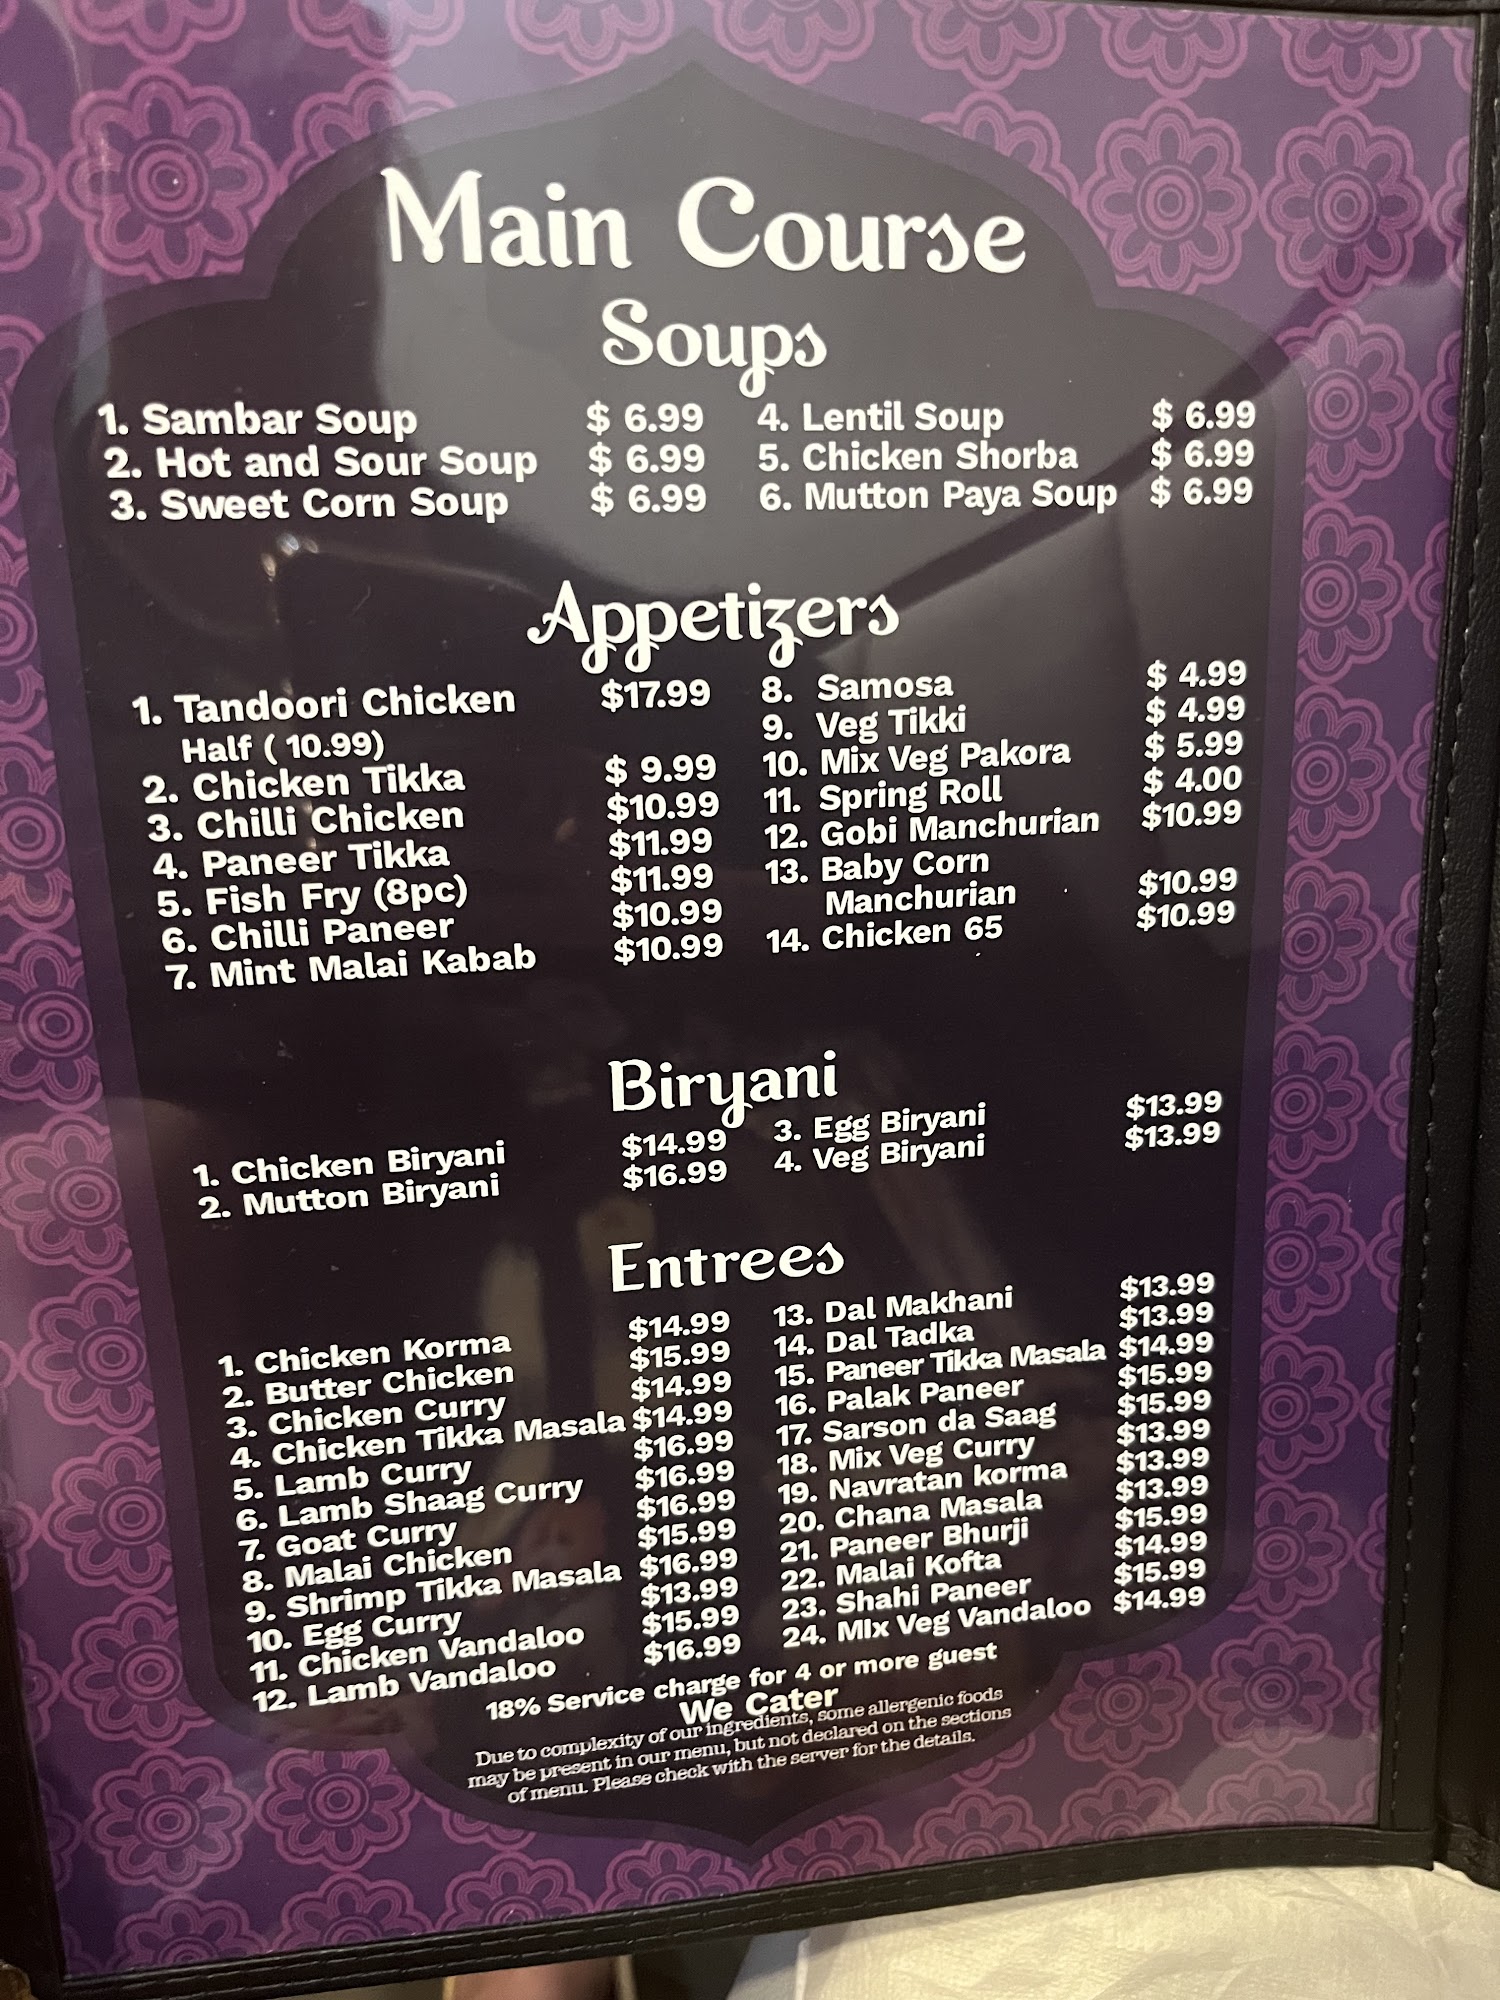 Main Course
Soups
1. Sambar Soup $ 6.99
2. Hot and Sour Soup $ 6.99
3. Sweet Corn Soup $ 6.99
4. Lentil Soup $ 6.99
5. Chicken Shorba $ 6.99
6. Mutton Paya Soup $ 6.99
Appetizers
1. Tandoori Chicken $17.99
Half ( 10.99)
2. Chicken Tikka $ 9.99
3. Chilli Chicken $10.99
4. Paneer Tikka $11.99
5. Fish Fry (8pc) $11.99
6. Chilli Paneer $10.99
7. Mint Malai Kabab $10.99
8. Samosa $ 4.99
9. Veg Tikki $ 4.99
10. Mix Veg Pakora $ 5.99
11. Spring Roll $ 4.00
12. Gobi Manchurian $10.99
13. Baby Corn
Manchurian $10.99
14. Chicken 65 $10.99
Biryani
1. Chicken Biryani $14.99
2. Mutton Biryani $16.99
3. Egg Biryani $13.99
4. Veg Biryani $13.99
Entrees
1. Chicken Korma $14.99
2. Butter Chicken $15.99
3. Chicken Curry $14.99
4. Chicken Tikka Masala $14.99
5. Lamb Curry $16.99
6. Lamb Shaag Curry $16.99
7. Goat Curry $16.99
8. Malai Chicken $15.99
9. Shrimp Tikka Masala $16.99
10. Egg Curry $13.99
11. Chicken Vandaloo $15.99
12. Lamb Vandaloo $16.99
13. Dal Makhani $13.99
14. Dal Tadka $13.99
15. Paneer Tikka Masala $14.99
16. Palak Paneer $15.99
17. Sarson da Saag $15.99
18. Mix Veg Curry $13.99
19. Navratan korma $13.99
20. Chana Masala $13.99
21. Paneer Bhurji $15.99
22. Malai Kofta $14.99
23. Shahi Paneer $15.99
24. MIx Veg Vandaloo $14.99
18% Service charge for 4 or more guest
We Cater
Due to complexity of our ingredients, some allergenic foods
may be present in our menu, but not declared on the sections
of menu. Please check with the server for the details.